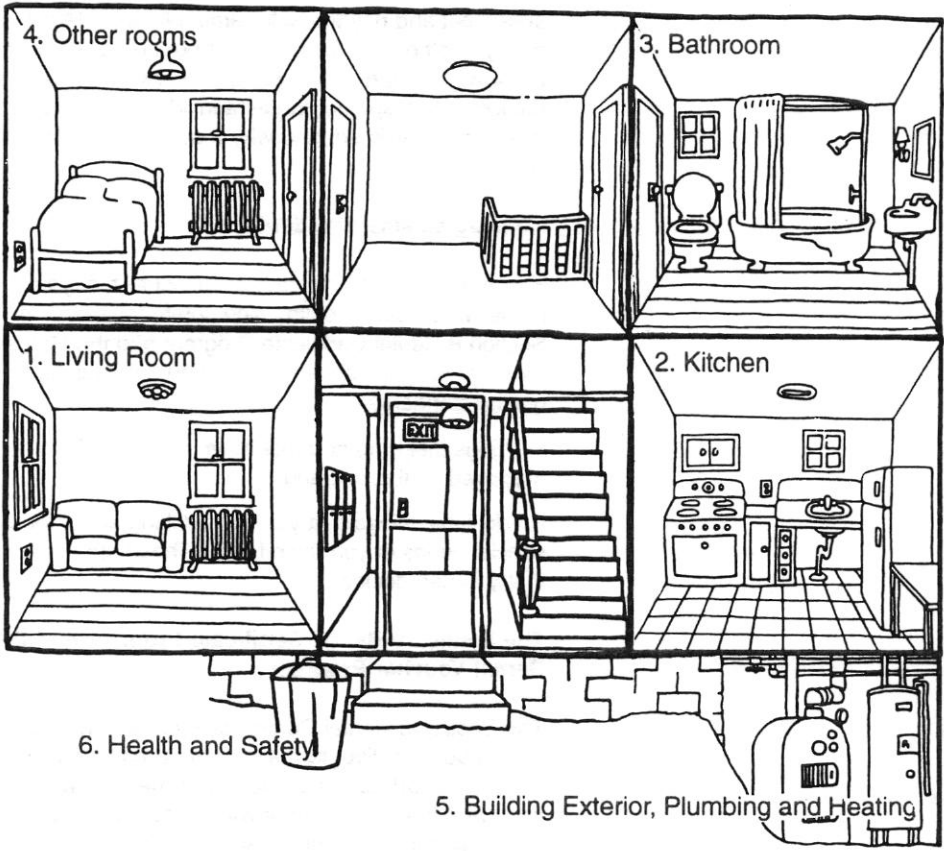 4. Other rooms
3. Bathroom
1. Living Room
2. Kitchen
EXIT
6. Health and Safety
5. Building Exterior, Plumbing and Heating